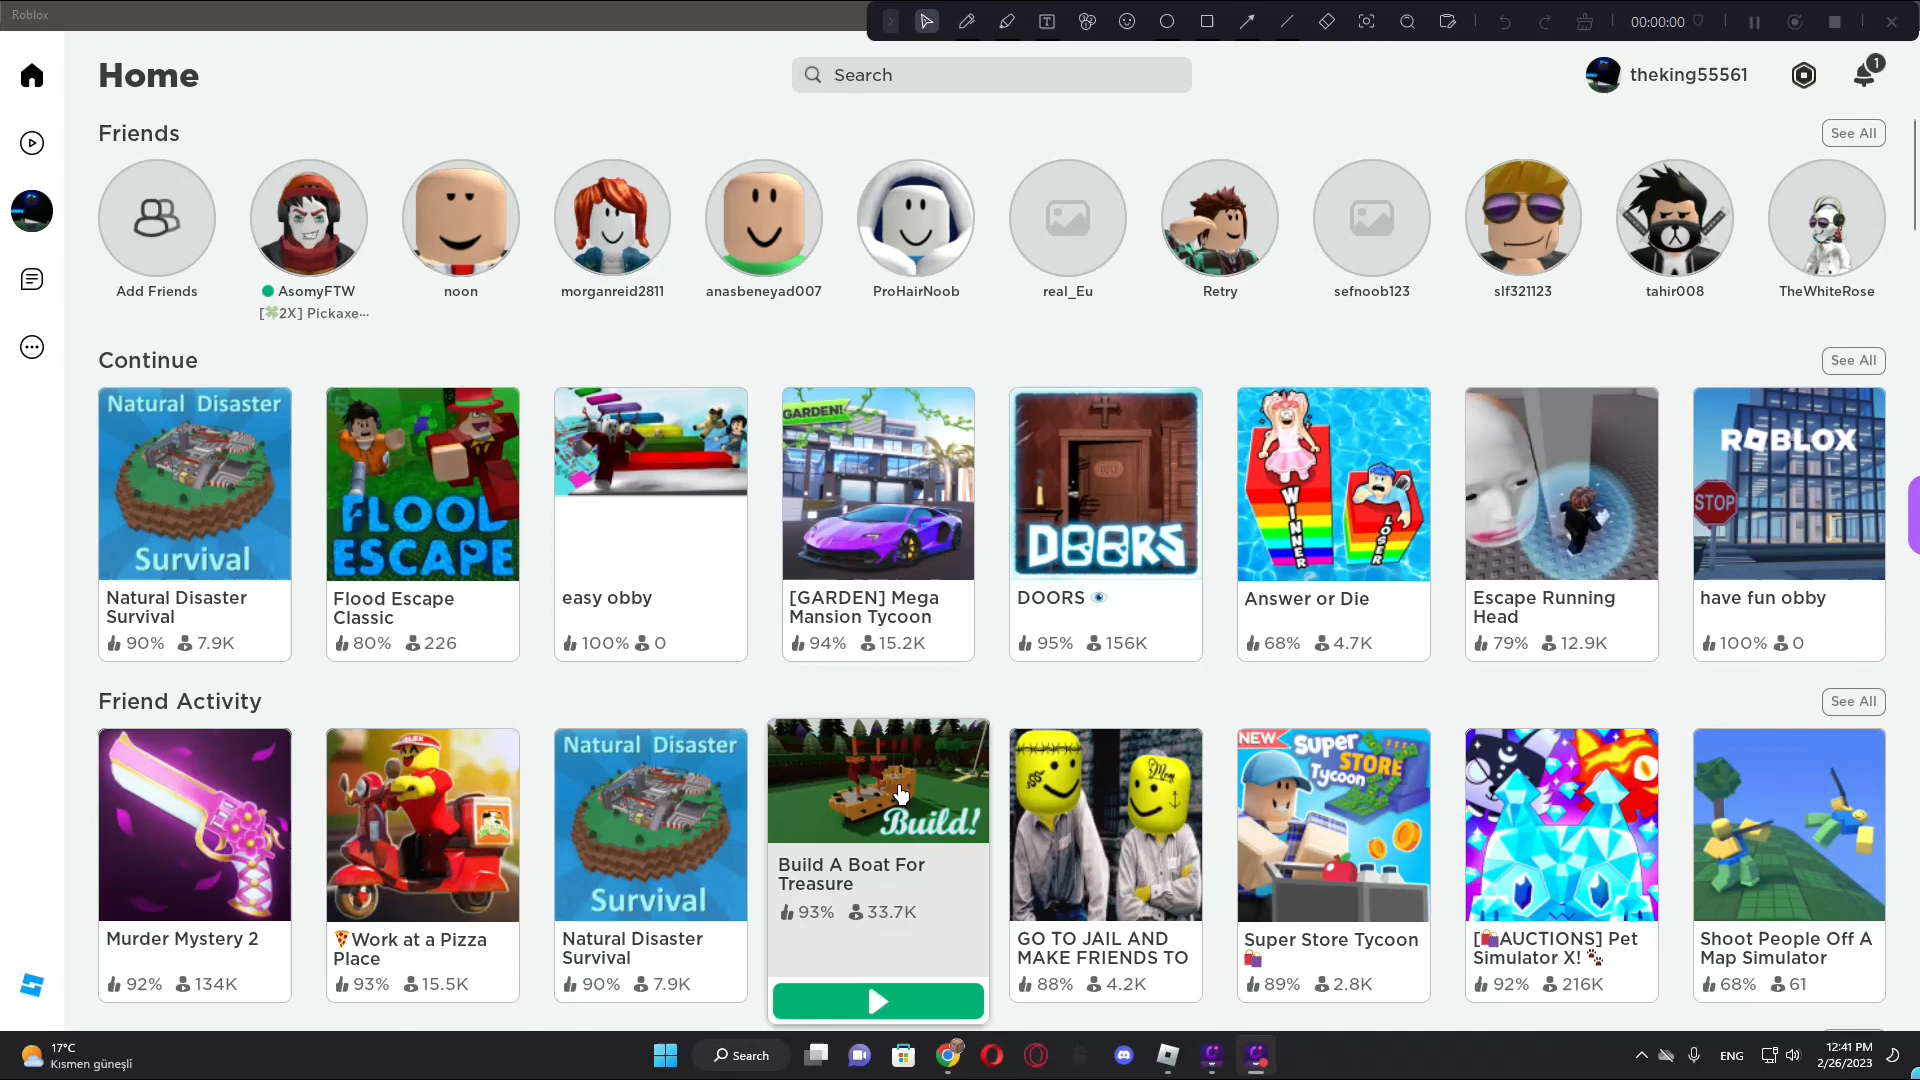 Roblox
00:00:00
Home
Search
theking55561
1
Friends
See All
Add Friends
AsomyFTW
[🍀2X] Pickaxe...
noon
morganreid2811
anasbeneyad007
ProHairNoob
real_Eu
Retry
sefnoob123
slf321123
tahir008
TheWhiteRose
Continue
See All
Natural Disaster
Survival
FLOOD
ESCAPE
GARDEN!
DOORS
WINNER
LOSER
ROBLOX
STOP
Natural Disaster
Survival
90% 7.9K
Flood Escape
Classic
80% 226
easy obby
100% 0
[GARDEN] Mega
Mansion Tycoon
94% 15.2K
DOORS 👁
95% 156K
Answer or Die
68% 4.7K
Escape Running
Head
79% 12.9K
have fun obby
100% 0
Friend Activity
See All
Natural Disaster
Survival
Build!
NEW
Super
STORE
Tycoon
Murder Mystery 2
92% 134K
🍕Work at a Pizza
Place
93% 15.5K
Natural Disaster
Survival
90% 7.9K
Build A Boat For
Treasure
93% 33.7K
GO TO JAIL AND
MAKE FRIENDS TO
88% 4.2K
Super Store Tycoon
🛍️
89% 2.8K
[🛍️AUCTIONS] Pet
Simulator X! 🐾
92% 216K
Shoot People Off A
Map Simulator
68% 61
17°C
Kısmen güneşli
Search
ENG
12:41 PM
2/26/2023